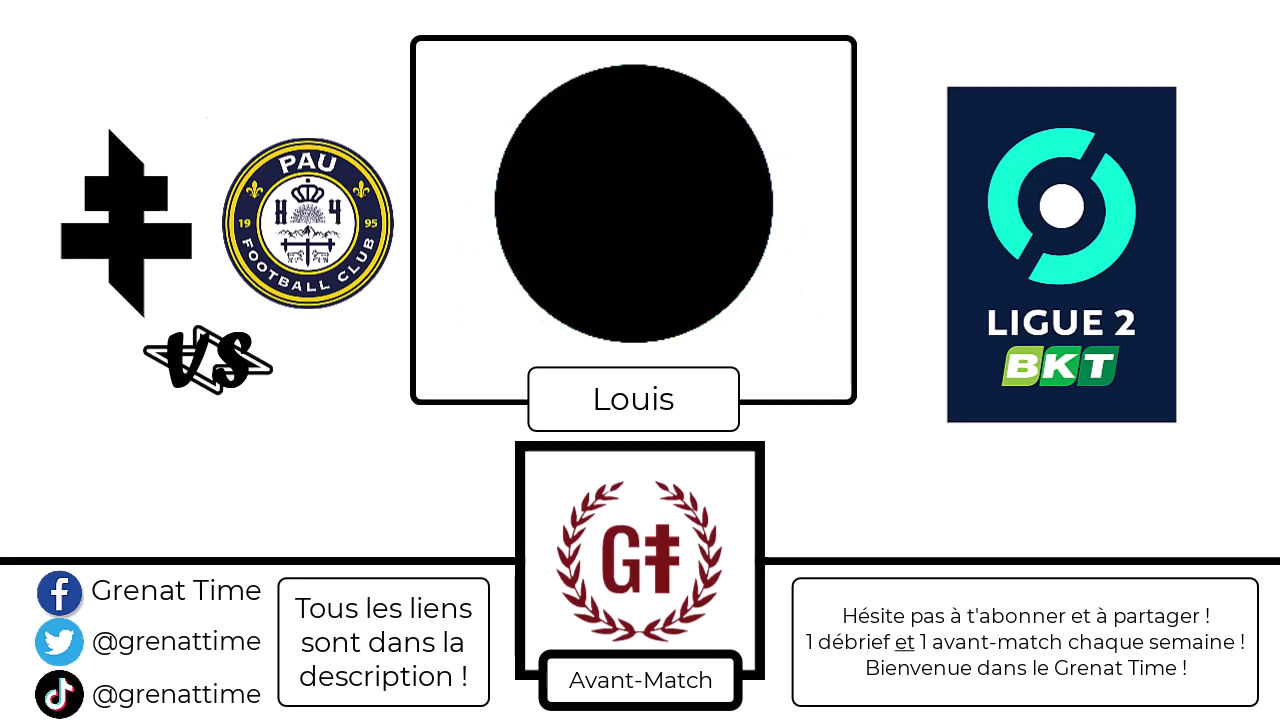 PAU
H 4
19 95
FOOTBALL CLUB
VS
Louis
LIGUE 2
BKT
G‡
Avant-Match
Grenat Time
@grenattime
@grenattime
Tous les liens
sont dans la
description !
Hésite pas à t'abonner et à partager !
1 débrief et 1 avant-match chaque semaine !
Bienvenue dans le Grenat Time !